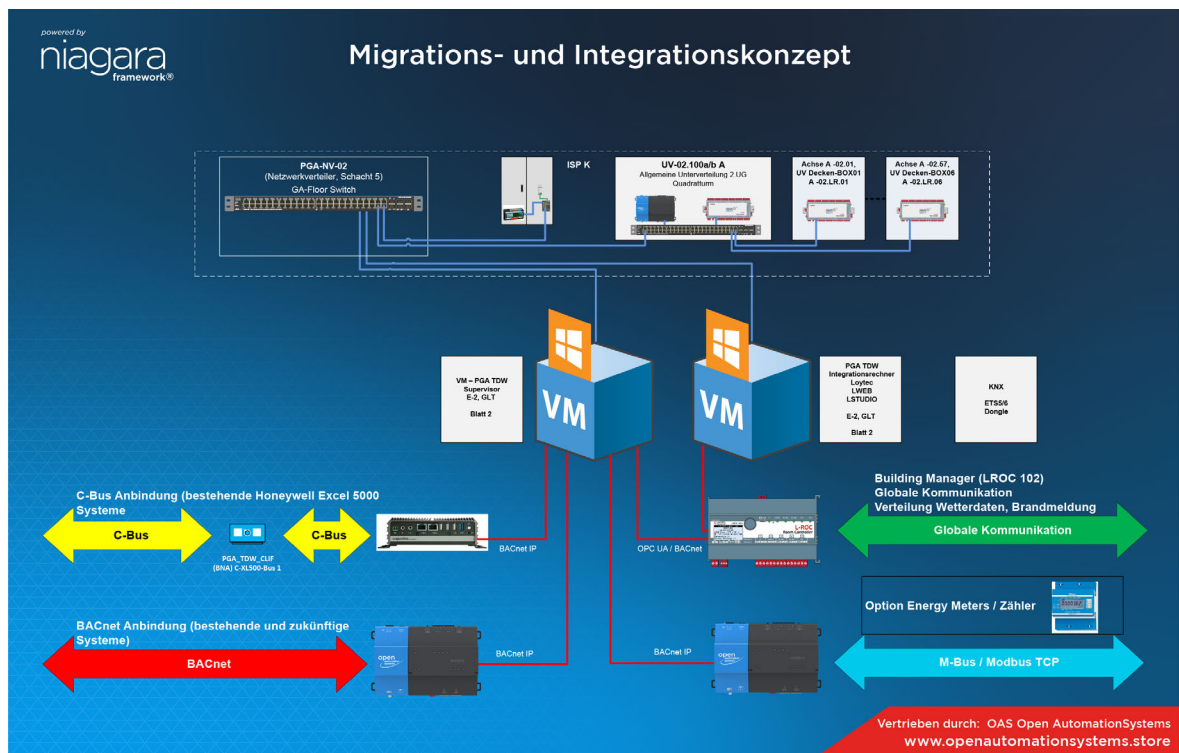 powered by
niagara
framework®
Migrations- und Integrationskonzept
PGA-NV-02
(Netzwerkverteiler, Schacht 5)
GA-Floor Switch
ISP K
UV-02.100a/b A
Allgemeine Unterverteilung 2.UG
Quadratturm
Achse A -02.01,
UV Decken-BOX01
A -02.LR.01
Achse A -02.57,
UV Decken-BOX06
A -02.LR.06
VM – PGA TDW
Supervisor
E-2, GLT
Blatt 2
VM
VM
PGA TDW
Integrationsrechner
Loytec
LWEB
LSTUDIO
E-2, GLT
Blatt 2
KNX
ETS5/6
Dongle
C-Bus Anbindung (bestehende Honeywell Excel 5000
Systeme
C-Bus
C-Bus
PGA_TDW_CLIF
(BNA) C-XL500-Bus 1
BACnet IP
OPC UA / BACnet
L-ROC
Room Controller
Building Manager (LROC 102)
Globale Kommunikation
Verteilung Wetterdaten, Brandmeldung
Globale Kommunikation
Option Energy Meters / Zähler
BACnet Anbindung (bestehende und zukünftige
Systeme)
BACnet
open
BACnet IP
BACnet IP
open
M-Bus / Modbus TCP
Vertrieben durch: OAS Open AutomationSystems
www.openautomationsystems.store